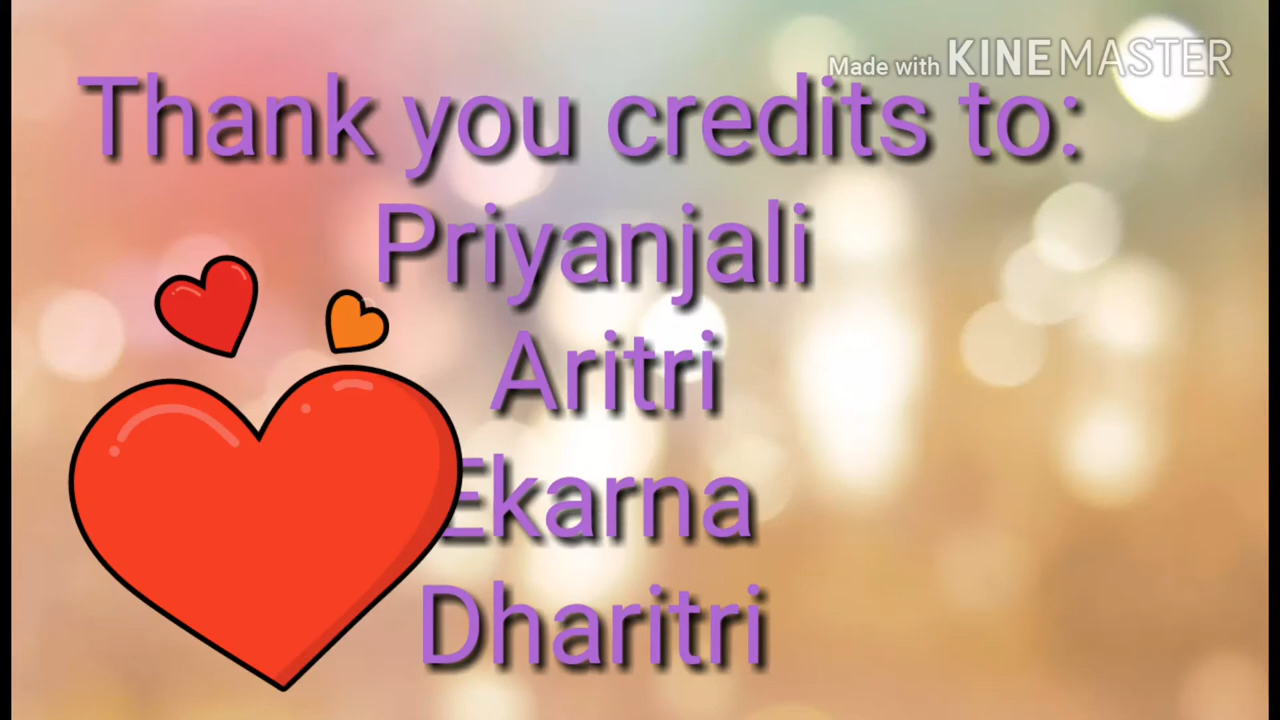 Made with KINEMASTER
Thank you credits to:
Priyanjali
Aritri
Ekarna
Dharitri